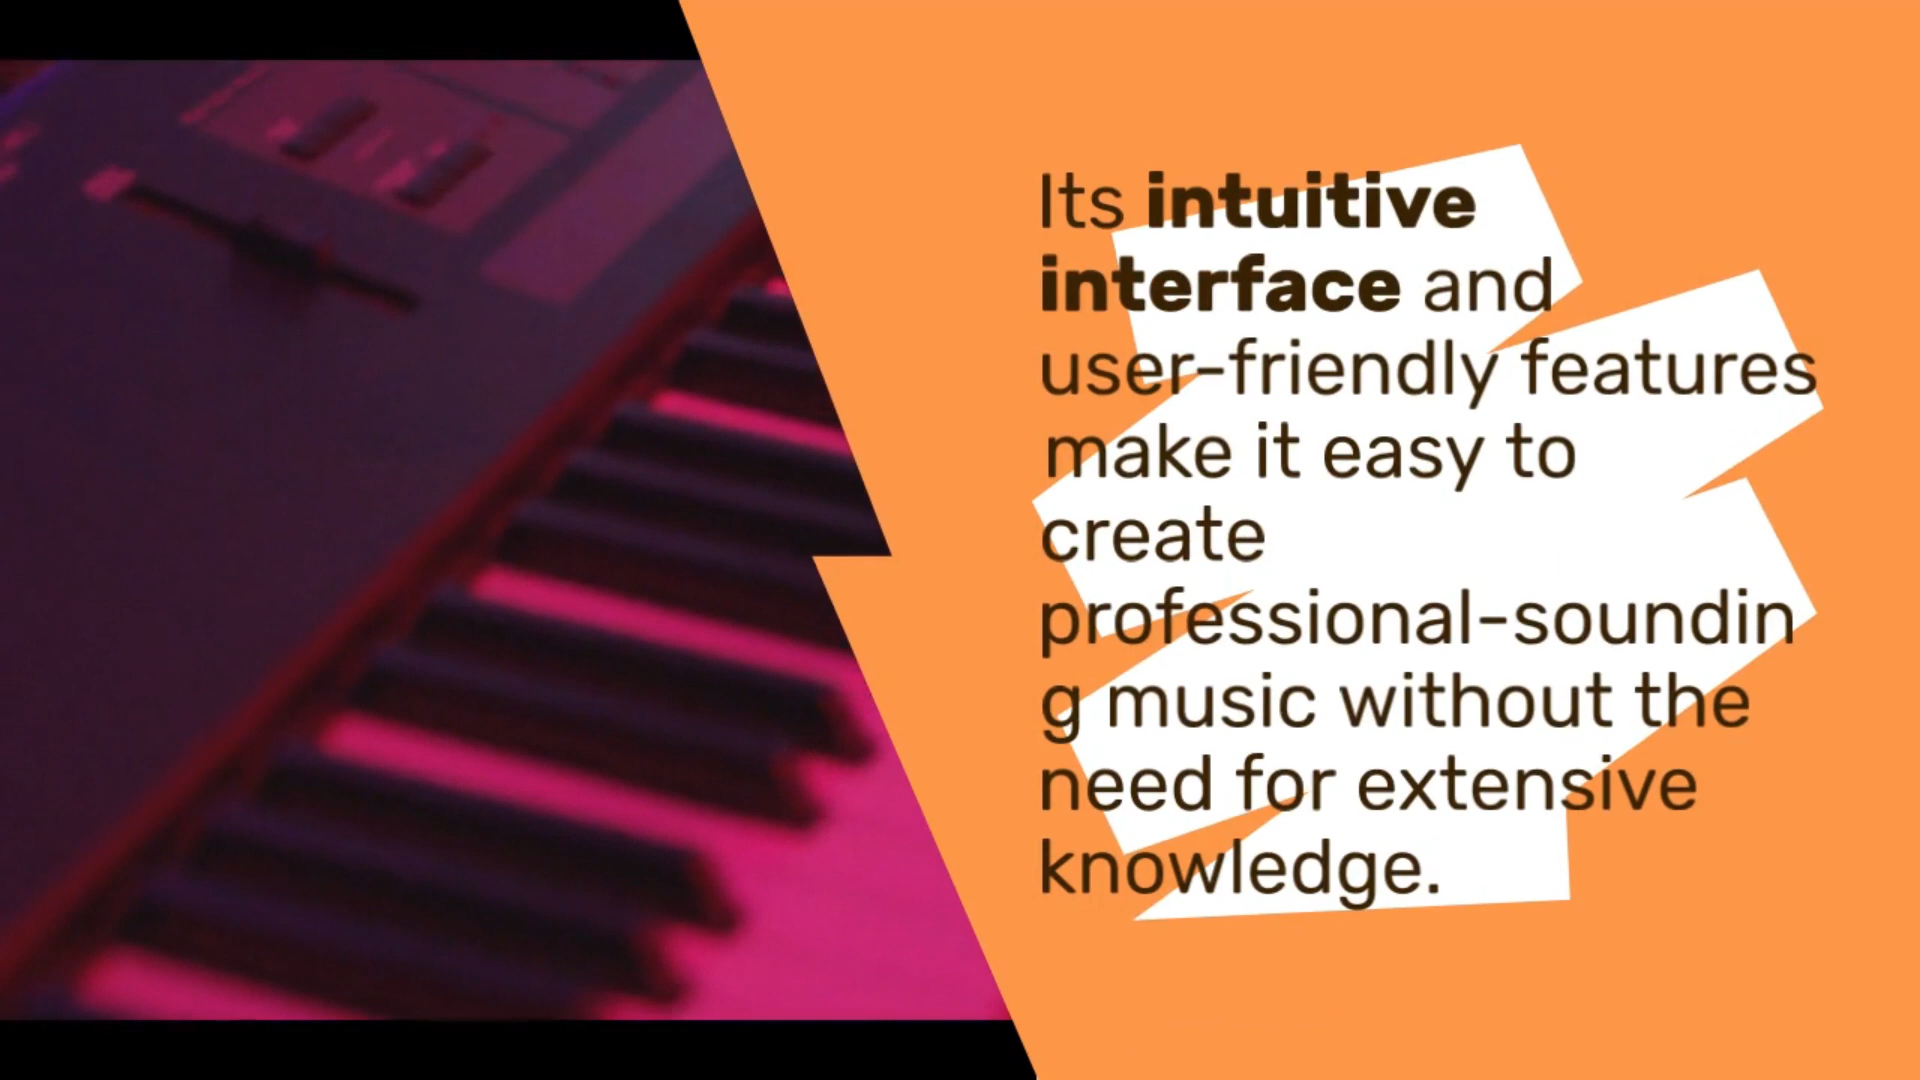 Its intuitive
interface and
user-friendly features
make it easy to
create
professional-soundin
g music without the
need for extensive
knowledge.